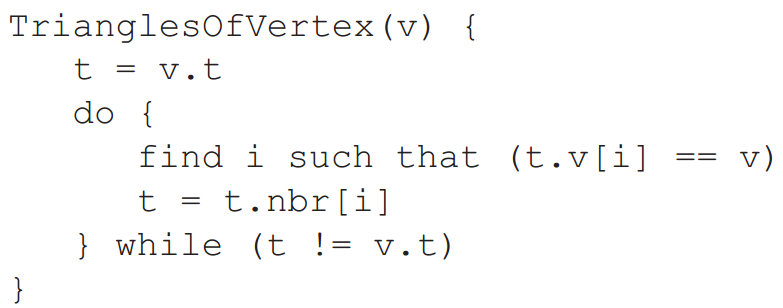 TrianglesOfVertex(v) {
   t = v.t
   do {
      find i such that (t.v[i] == v)
      t = t.nbr[i]
   } while (t != v.t)
}